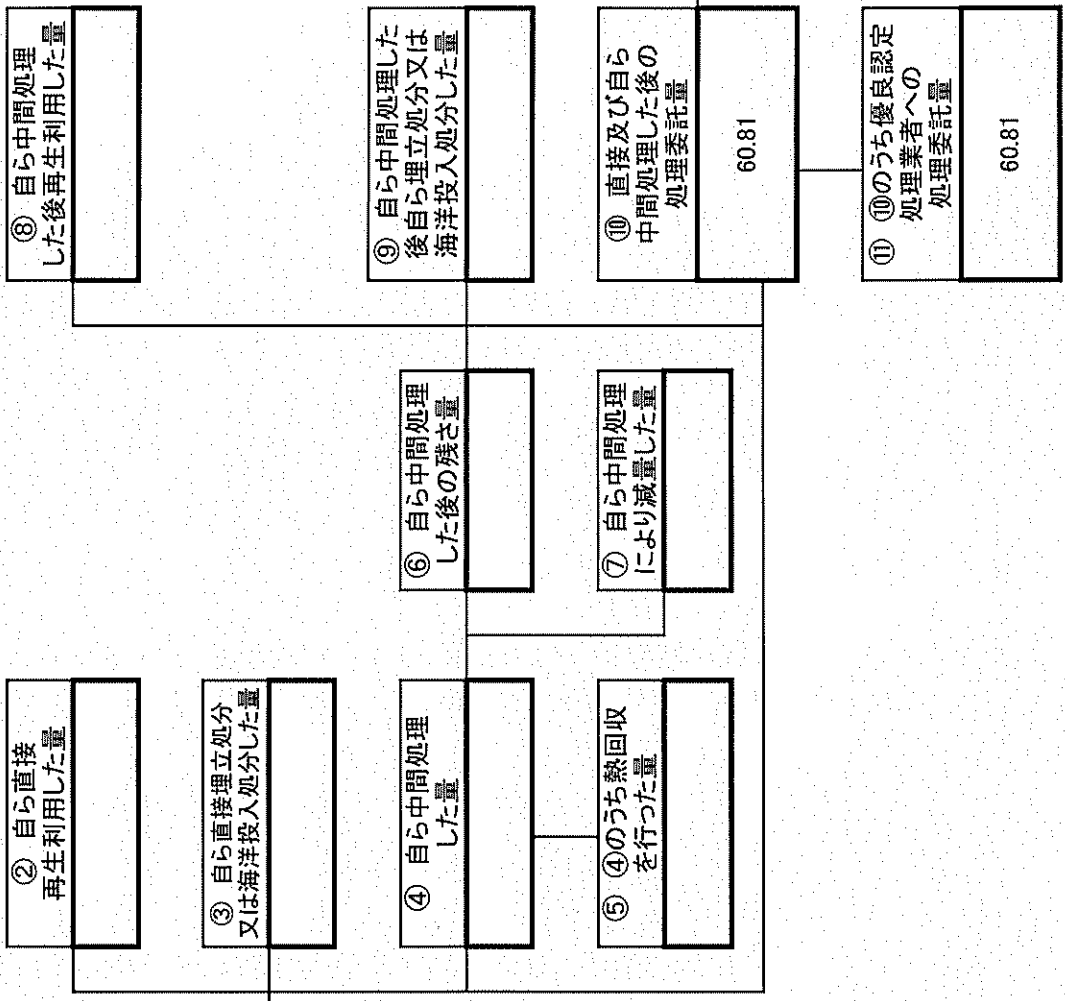 ② 自ら直接
再生利用した量
③ 自ら直接埋立処分
又は海洋投入処分した量
④ 自ら中間処理
した量
⑤ ④のうち熱回収
を行った量
⑥ 自ら中間処理
した後の残さ量
⑦ 自ら中間処理
により減量した量
⑧ 自ら中間処理
した後再生利用した量
⑨ 自ら中間処理した
後自ら埋立処分又は
海洋投入処分した量
⑩ 直接及び自ら
中間処理した後の
処理委託量
60.81
⑪ ⑩のうち優良認定
処理業者への
処理委託量
60.81